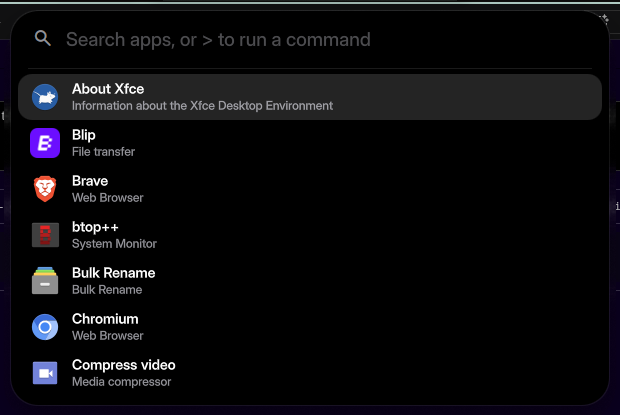 Search apps, or > to run a command
About Xfce
Information about the Xfce Desktop Environment
Blip
File transfer
Brave
Web Browser
btop++
System Monitor
Bulk Rename
Bulk Rename
Chromium
Web Browser
Compress video
Media compressor